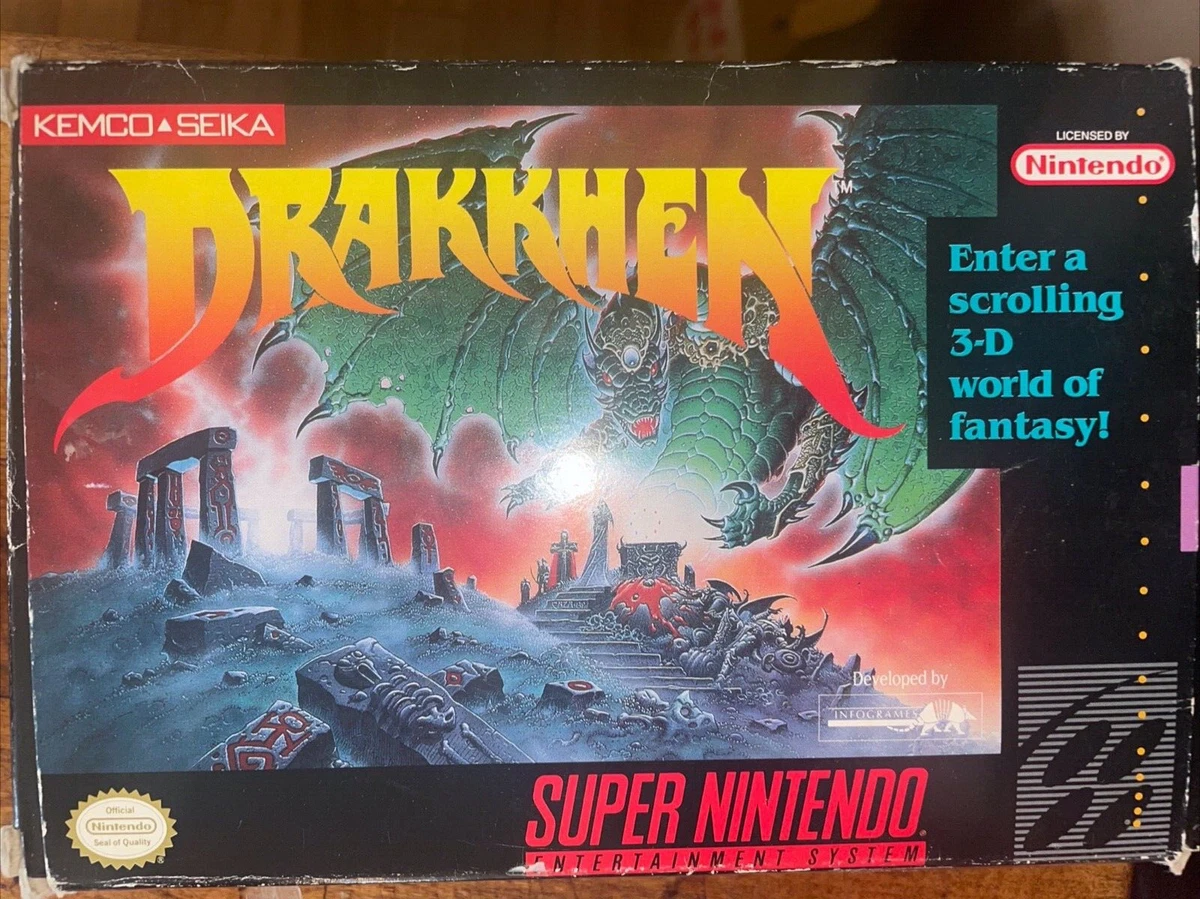 KEMCO▲SEIKA
DRAKKHEN™
LICENSED BY
Nintendo®
Enter a
scrolling
3-D
world of
fantasy!
Developed by
INFOGRAMES
Official
Nintendo
Seal of Quality
SUPER NINTENDO®
ENTERTAINMENT SYSTEM